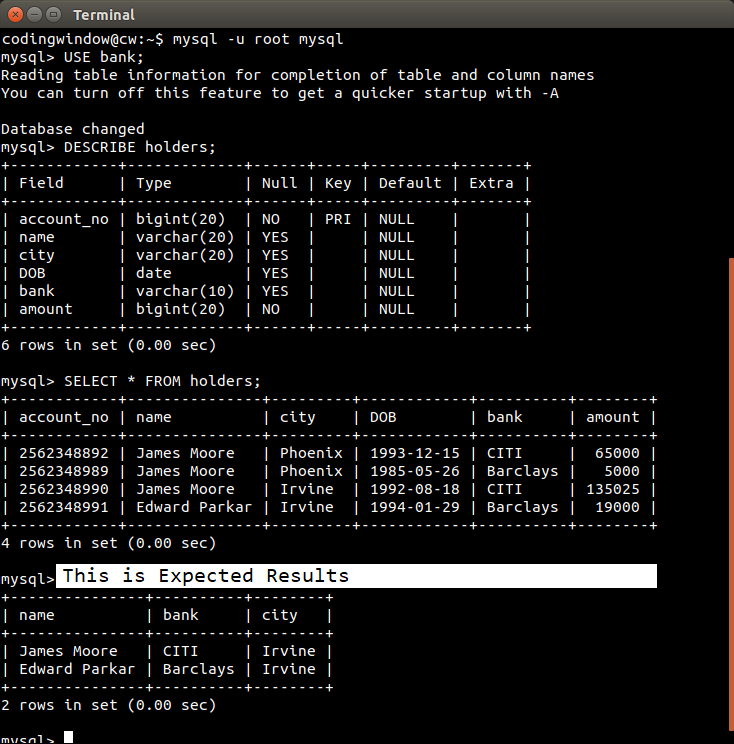 Terminal
codingwindow@cw:~$ mysql -u root mysql
mysql> USE bank;
Reading table information for completion of table and column names
You can turn off this feature to get a quicker startup with -A
Database changed
mysql> DESCRIBE holders;
+------------+-------------+------+-----+---------+-------+
| Field      | Type        | Null | Key | Default | Extra |
+------------+-------------+------+-----+---------+-------+
| account_no | bigint(20)  | NO   | PRI | NULL    |       |
| name       | varchar(20) | YES  |     | NULL    |       |
| city       | varchar(20) | YES  |     | NULL    |       |
| DOB        | date        | YES  |     | NULL    |       |
| bank       | varchar(10) | YES  |     | NULL    |       |
| amount     | bigint(20)  | NO   |     | NULL    |       |
+------------+-------------+------+-----+---------+-------+
6 rows in set (0.00 sec)
mysql> SELECT * FROM holders;
+------------+---------------+---------+------------+----------+--------+
| account_no | name          | city    | DOB        | bank     | amount |
+------------+---------------+---------+------------+----------+--------+
| 2562348892 | James Moore   | Phoenix | 1993-12-15 | CITI     |  65000 |
| 2562348989 | James Moore   | Phoenix | 1985-05-26 | Barclays |   5000 |
| 2562348990 | James Moore   | Irvine  | 1992-08-18 | CITI     | 135025 |
| 2562348991 | Edward Parkar | Irvine  | 1994-01-29 | Barclays |  19000 |
+------------+---------------+---------+------------+----------+--------+
4 rows in set (0.00 sec)
mysql> This is Expected Results
+---------------+----------+--------+
| name          | bank     | city   |
+---------------+----------+--------+
| James Moore   | CITI     | Irvine |
| Edward Parkar | Barclays | Irvine |
+---------------+----------+--------+
2 rows in set (0.00 sec)
mysql>